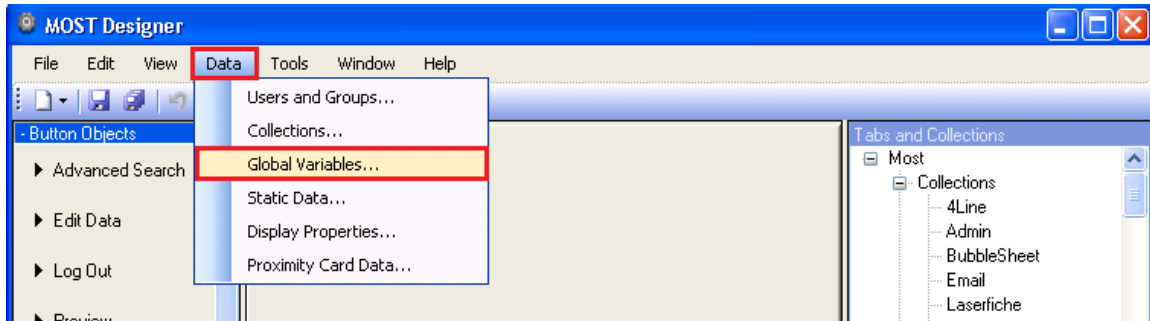 MOST Designer
File Edit View Data Tools Window Help
Users and Groups...
Collections...
Global Variables...
Static Data...
Display Properties...
Proximity Card Data...
- Button Objects
Advanced Search
Edit Data
Log Out
Preview
Tabs and Collections
Most
Collections
4Line
Admin
BubbleSheet
Email
Laserfiche